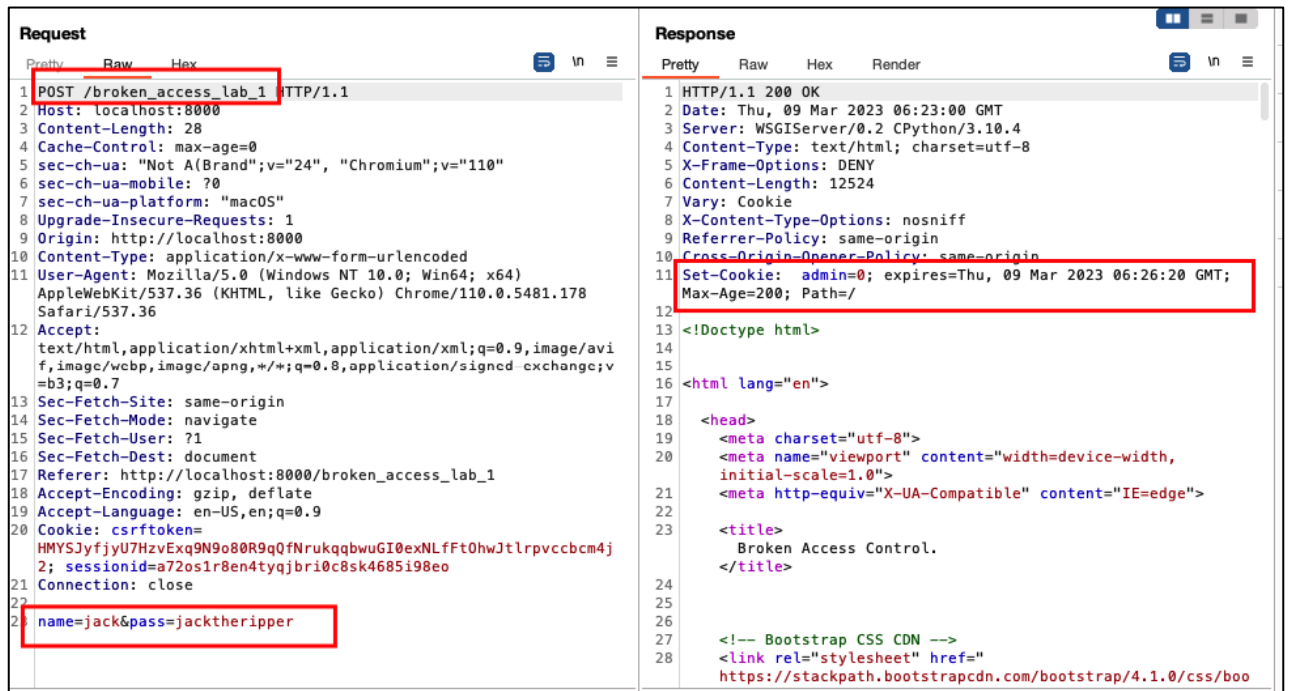 Request
Pretty Raw Hex \n
1 POST /broken_access_lab_1 HTTP/1.1
2 Host: localhost:8000
3 Content-Length: 28
4 Cache-Control: max-age=0
5 sec-ch-ua: "Not A(Brand";v="24", "Chromium";v="110"
6 sec-ch-ua-mobile: ?0
7 sec-ch-ua-platform: "macOS"
8 Upgrade-Insecure-Requests: 1
9 Origin: http://localhost:8000
10 Content-Type: application/x-www-form-urlencoded
11 User-Agent: Mozilla/5.0 (Windows NT 10.0; Win64; x64)
AppleWebKit/537.36 (KHTML, like Gecko) Chrome/110.0.5481.178
Safari/537.36
12 Accept:
text/html,application/xhtml+xml,application/xml;q=0.9,image/avi
f,image/webp,image/apng,*/*;q=0.8,application/signed-exchange;v
=b3;q=0.7
13 Sec-Fetch-Site: same-origin
14 Sec-Fetch-Mode: navigate
15 Sec-Fetch-User: ?1
16 Sec-Fetch-Dest: document
17 Referer: http://localhost:8000/broken_access_lab_1
18 Accept-Encoding: gzip, deflate
19 Accept-Language: en-US,en;q=0.9
20 Cookie: csrftoken=
HMYSJyfjyU7HzvExq9N9o80R9qQfNrukqqbwuGI0exNLfFtOhwJtlrpvccbcm4j
2; sessionid=a72os1r8en4tyqjbri0c8sk4685i98eo
21 Connection: close
22
23 name=jack&pass=jacktheripper
Response
Pretty Raw Hex Render \n
1 HTTP/1.1 200 OK
2 Date: Thu, 09 Mar 2023 06:23:00 GMT
3 Server: WSGIServer/0.2 CPython/3.10.4
4 Content-Type: text/html; charset=utf-8
5 X-Frame-Options: DENY
6 Content-Length: 12524
7 Vary: Cookie
8 X-Content-Type-Options: nosniff
9 Referrer-Policy: same-origin
10 Cross-Origin-Opener-Policy: same-origin
11 Set-Cookie: admin=0; expires=Thu, 09 Mar 2023 06:26:20 GMT;
Max-Age=200; Path=/
12
13 <!Doctype html>
14
15
16 <html lang="en">
17
18 <head>
19 <meta charset="utf-8">
20 <meta name="viewport" content="width=device-width,
initial-scale=1.0">
21 <meta http-equiv="X-UA-Compatible" content="IE=edge">
22
23 <title>
Broken Access Control.
</title>
24
25
26
27 <!-- Bootstrap CSS CDN -->
28 <link rel="stylesheet" href="
https://stackpath.bootstrapcdn.com/bootstrap/4.1.0/css/boo